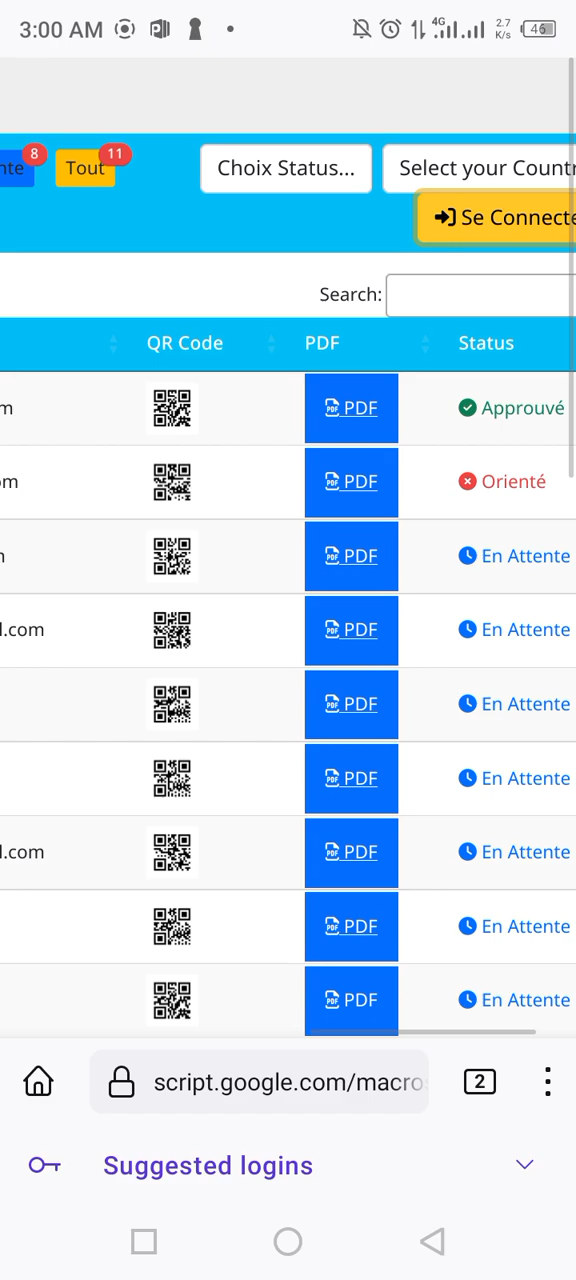 3:00 AM 4G 2.7 K/s 46
nte 8 Tout 11 Choix Status... Select your Countr
Se Connecte
Search:
QR Code PDF Status
m PDF Approuvé
om PDF Orienté
n PDF En Attente
l.com PDF En Attente
PDF En Attente
PDF En Attente
l.com PDF En Attente
PDF En Attente
PDF En Attente
script.google.com/macro 2
Suggested logins